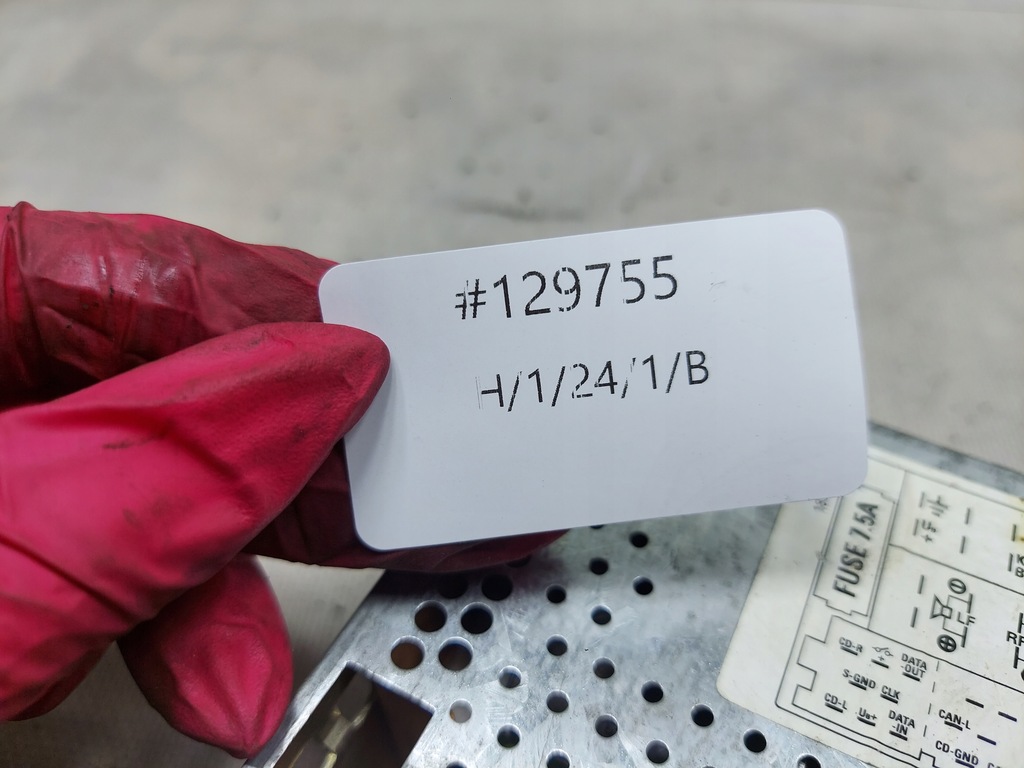 #129755
H/1/24/1/B
FUSE 7.5A
LF
CD-R
DATA
-OUT
S-GND CLK
CD-L
DATA
-IN
CAN-L
CD-GND